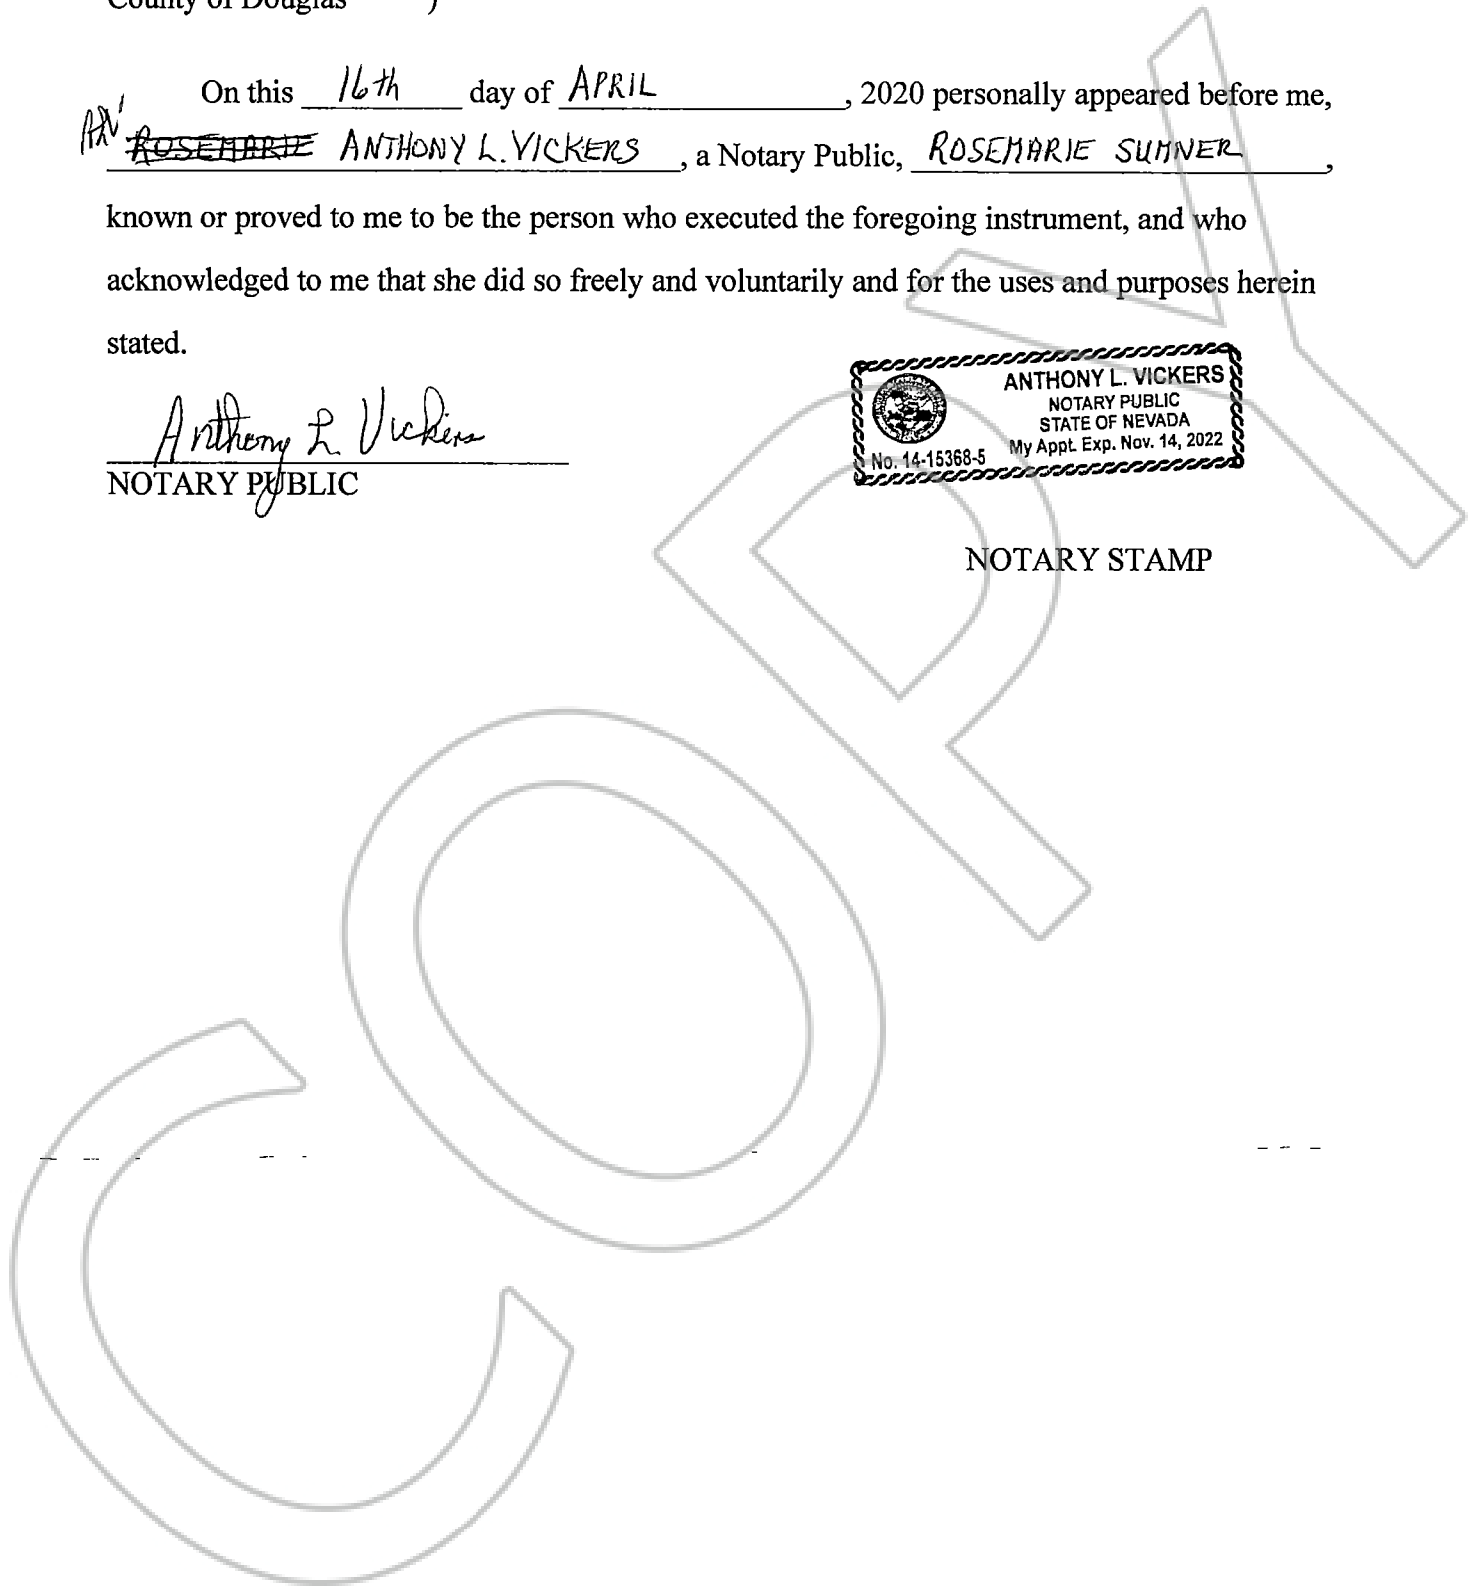 County of Douglas )
On this 16th day of APRIL, 2020 personally appeared before me,
ALV
ROSEMARIE ANTHONY L. VICKERS, a Notary Public, ROSEMARIE SUMNER,
known or proved to me to be the person who executed the foregoing instrument, and who
acknowledged to me that she did so freely and voluntarily and for the uses and purposes herein
stated.
Anthony L Vickers
NOTARY PUBLIC
ANTHONY L. VICKERS
NOTARY PUBLIC
STATE OF NEVADA
My Appt. Exp. Nov. 14, 2022
No. 14-15368-5
NOTARY STAMP
COPY